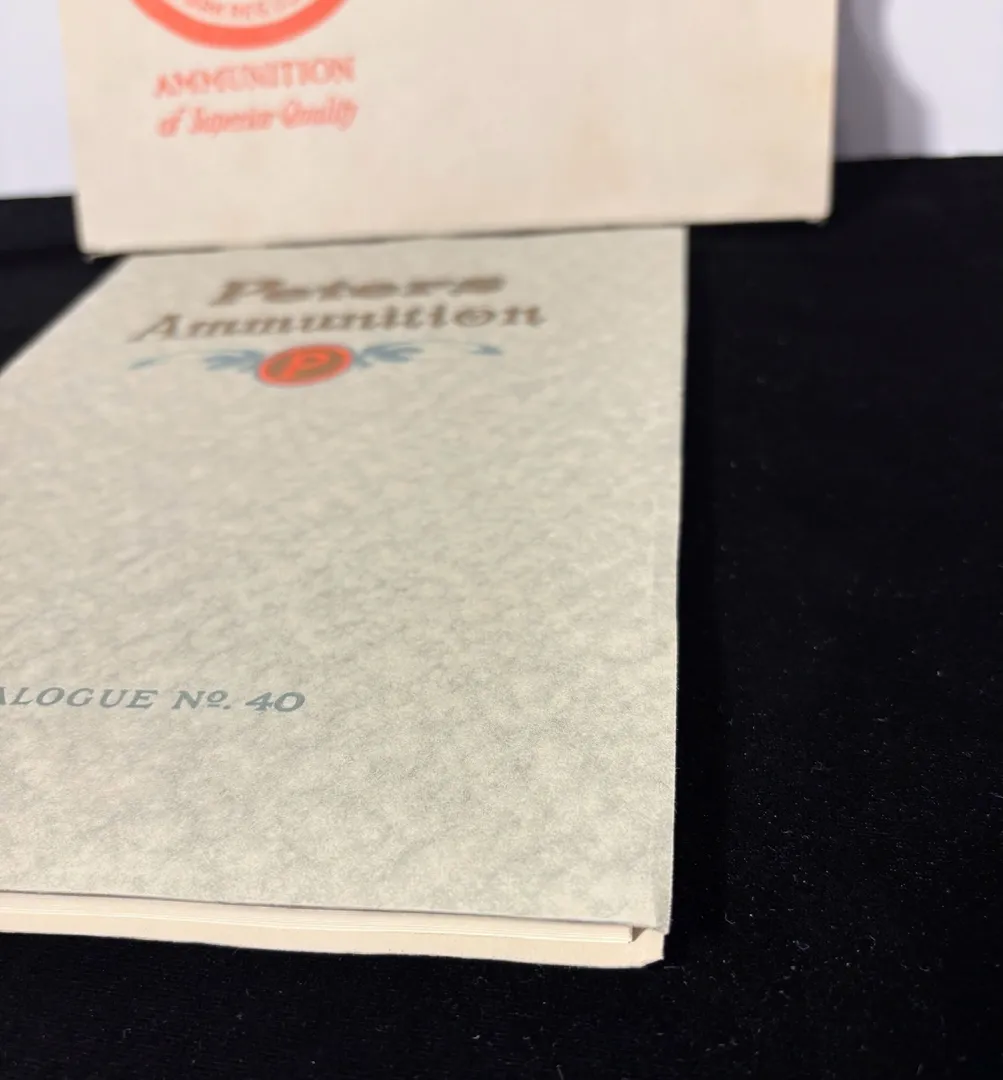 AMMUNITION
of Superior Quality
Peters
Ammunition
P
ALOGUE Nº. 40